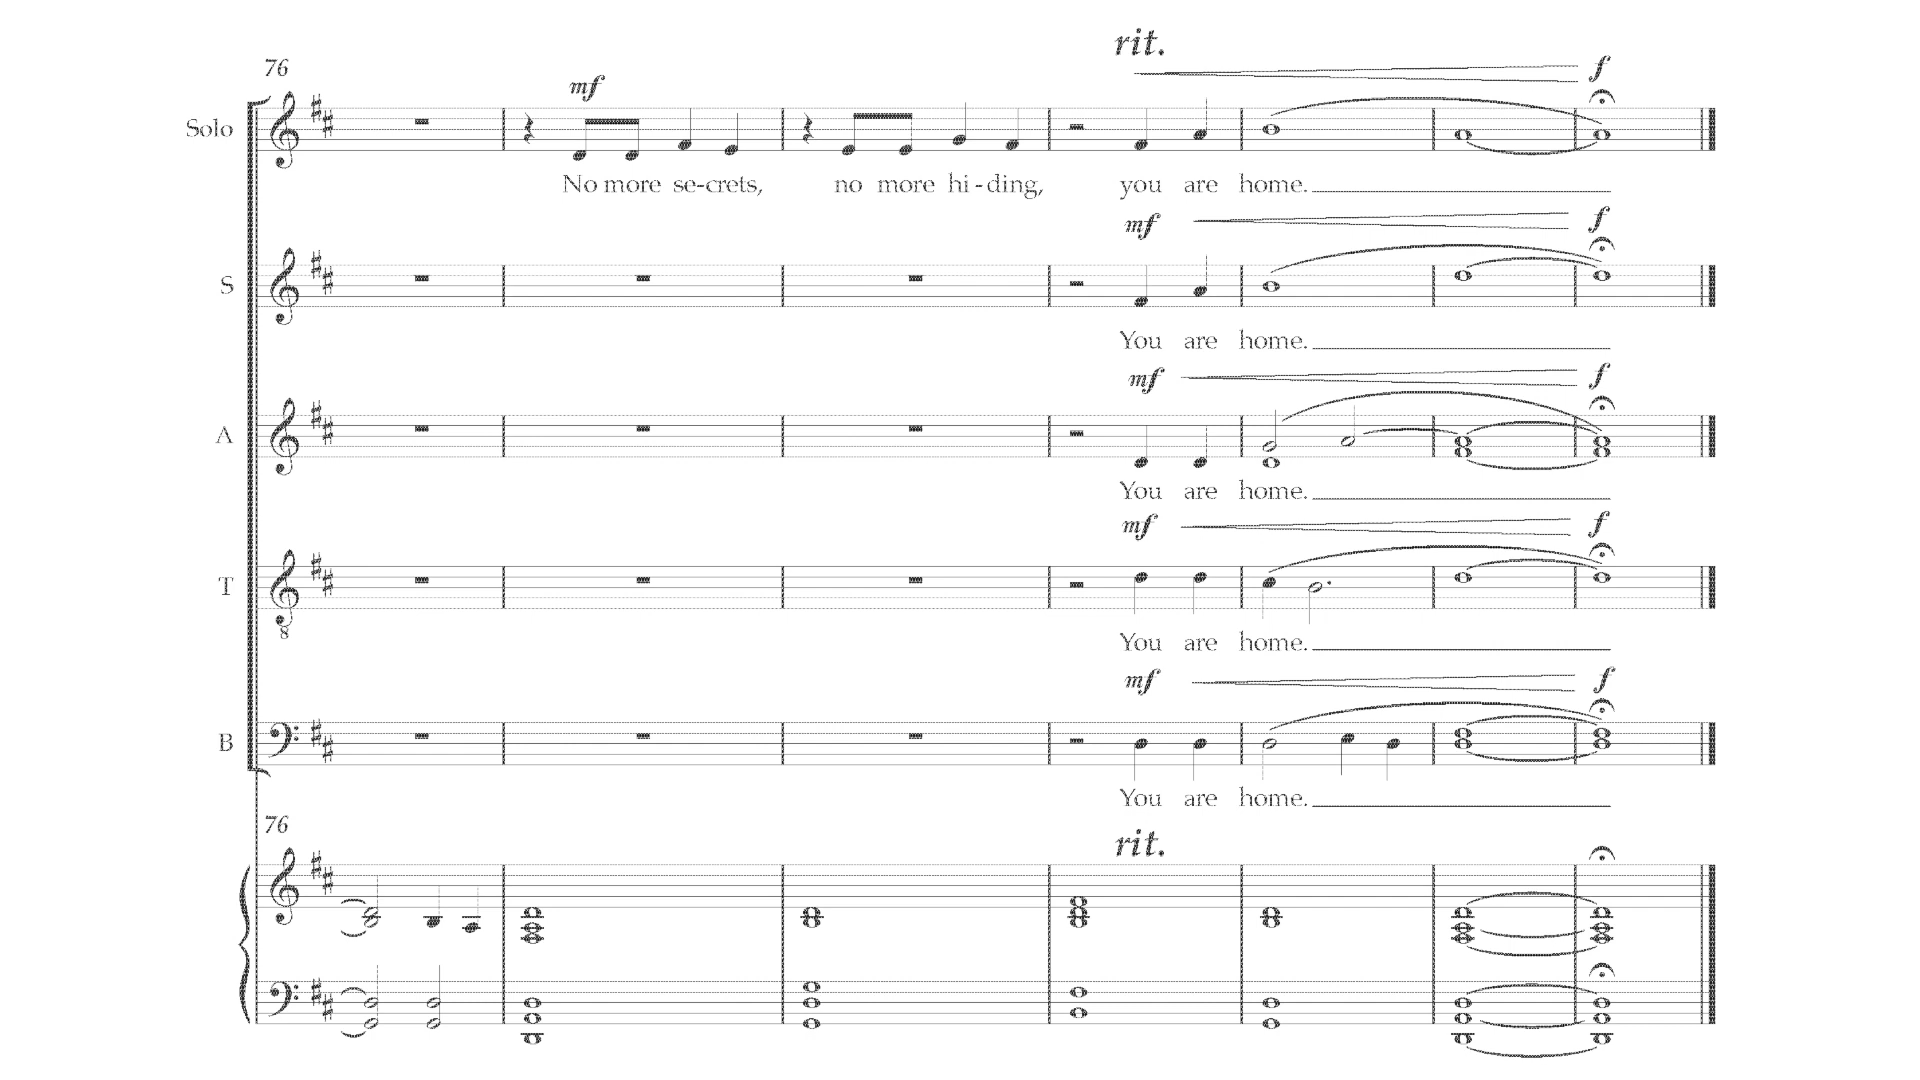 rit.
76
mf
f
Solo
No more se-crets, no more hi-ding, you are home.
mf
f
S
You are home.
mf
f
A
You are home.
mf
f
T
8
You are home.
mf
f
B
You are home.
76
rit.